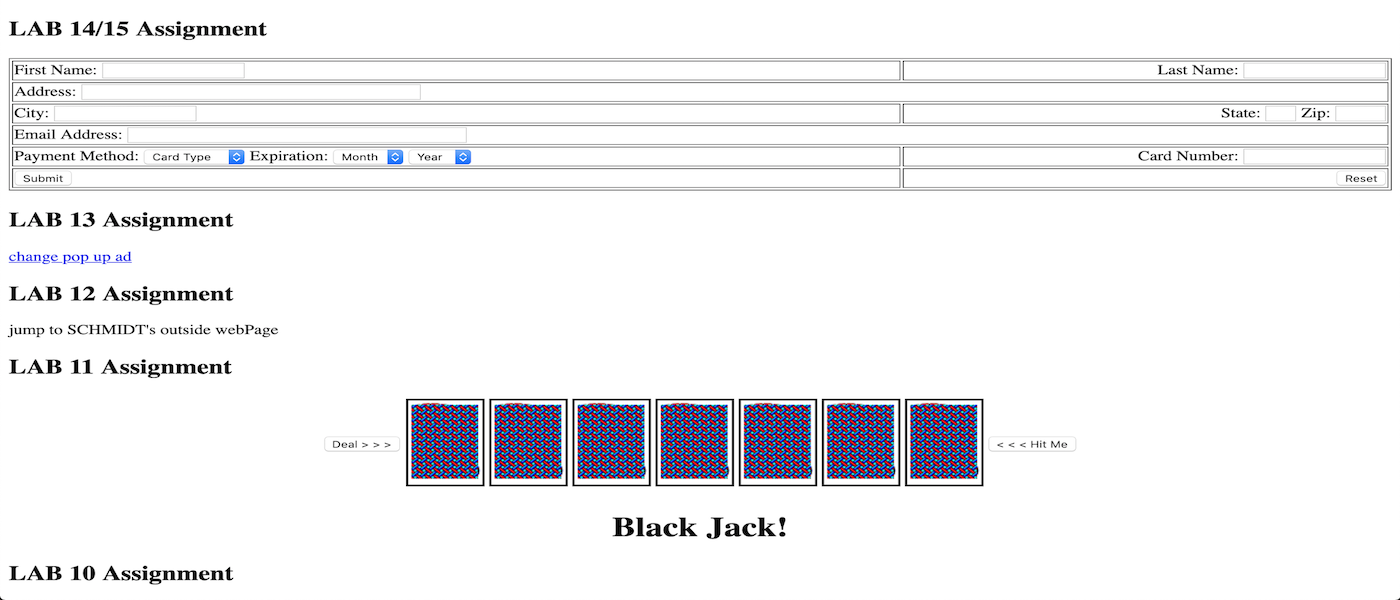 LAB 14/15 Assignment
First Name: Last Name:
Address:
City: State: Zip:
Email Address:
Payment Method: Card Type Expiration: Month Year Card Number:
Submit Reset
LAB 13 Assignment
change pop up ad
LAB 12 Assignment
jump to SCHMIDT's outside webPage
LAB 11 Assignment
Deal > > > < < < Hit Me
Black Jack!
LAB 10 Assignment